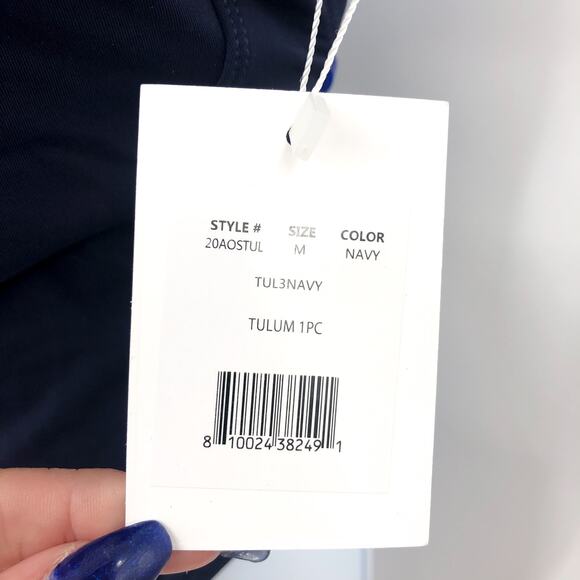 STYLE # SIZE COLOR
20AOSTUL M NAVY
TUL3NAVY
TULUM 1PC
8 10024 38249 1